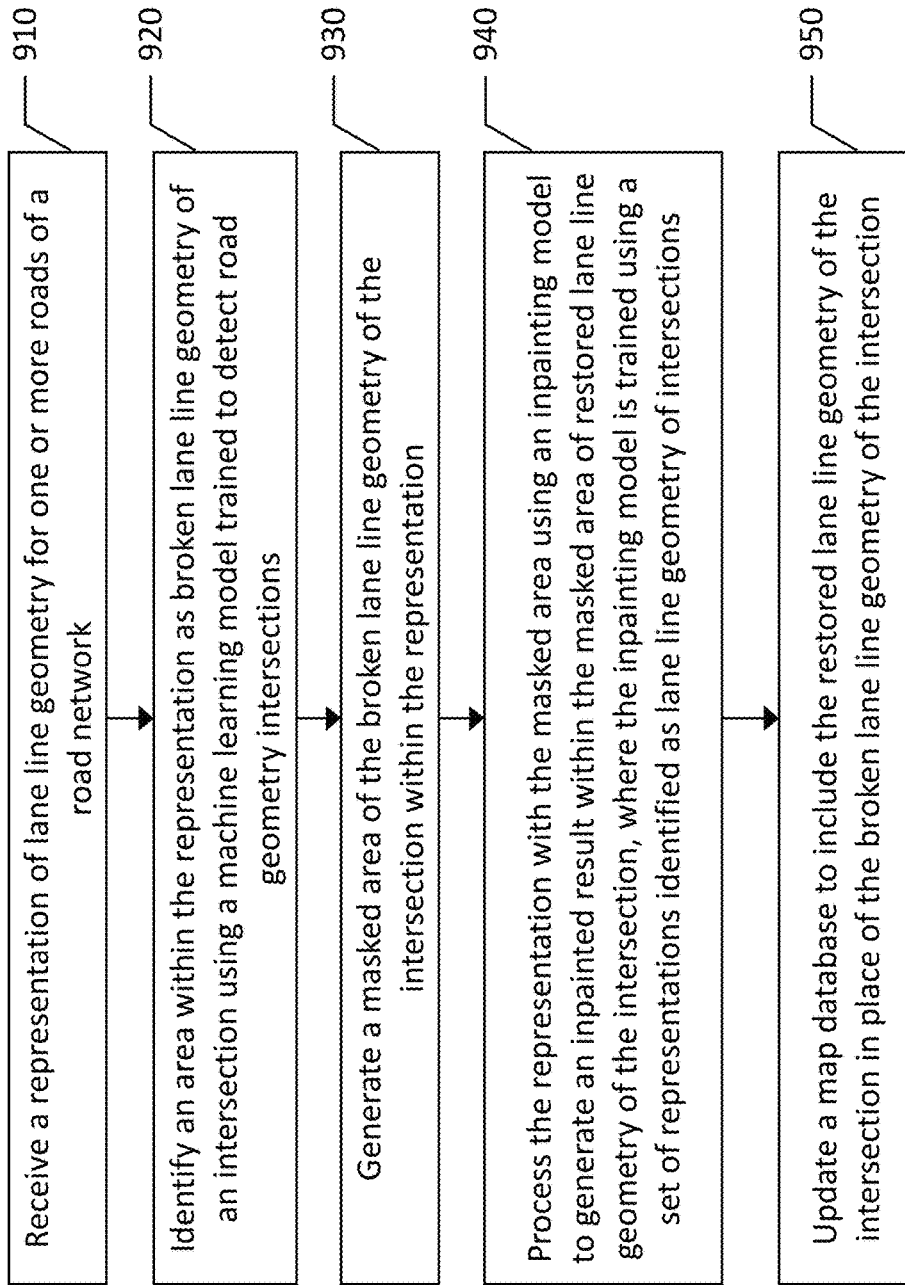 Receive a representation of lane line geometry for one or more roads of a
road network
910
Identify an area within the representation as broken lane line geometry of
an intersection using a machine learning model trained to detect road
geometry intersections
920
Generate a masked area of the broken lane line geometry of the
intersection within the representation
930
Process the representation with the masked area using an inpainting model
to generate an inpainted result within the masked area of restored lane line
geometry of the intersection, where the inpainting model is trained using a
set of representations identified as lane line geometry of intersections
940
Update a map database to include the restored lane line geometry of the
intersection in place of the broken lane line geometry of the intersection
950